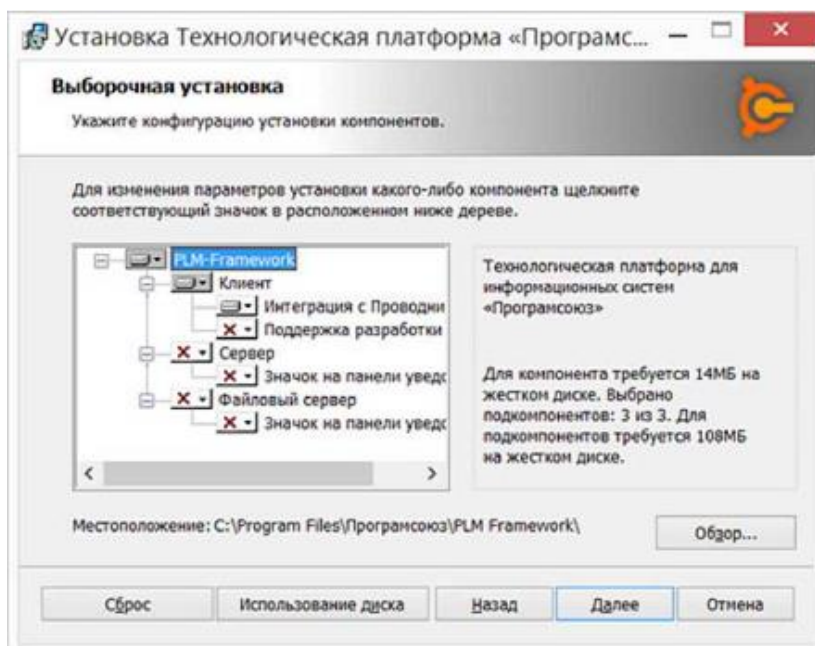 Установка Технологическая платформа «Програмс...
Выборочная установка
Укажите конфигурацию установки компонентов.
Для изменения параметров установки какого-либо компонента щелкните
соответствующий значок в расположенном ниже дереве.
PLM-Framework
Клиент
Интеграция с Проводни
Поддержка разработки
Сервер
Значок на панели уведс
Файловый сервер
Значок на панели уведс
Технологическая платформа для
информационных систем
«Програмсоюз»
Для компонента требуется 14МБ на
жестком диске. Выбрано
подкомпонентов: 3 из 3. Для
подкомпонентов требуется 108МБ
на жестком диске.
Местоположение: C:\Program Files\Програмсоюз\PLM Framework\
Обзор...
Сброс Использование диска Назад Далее Отмена